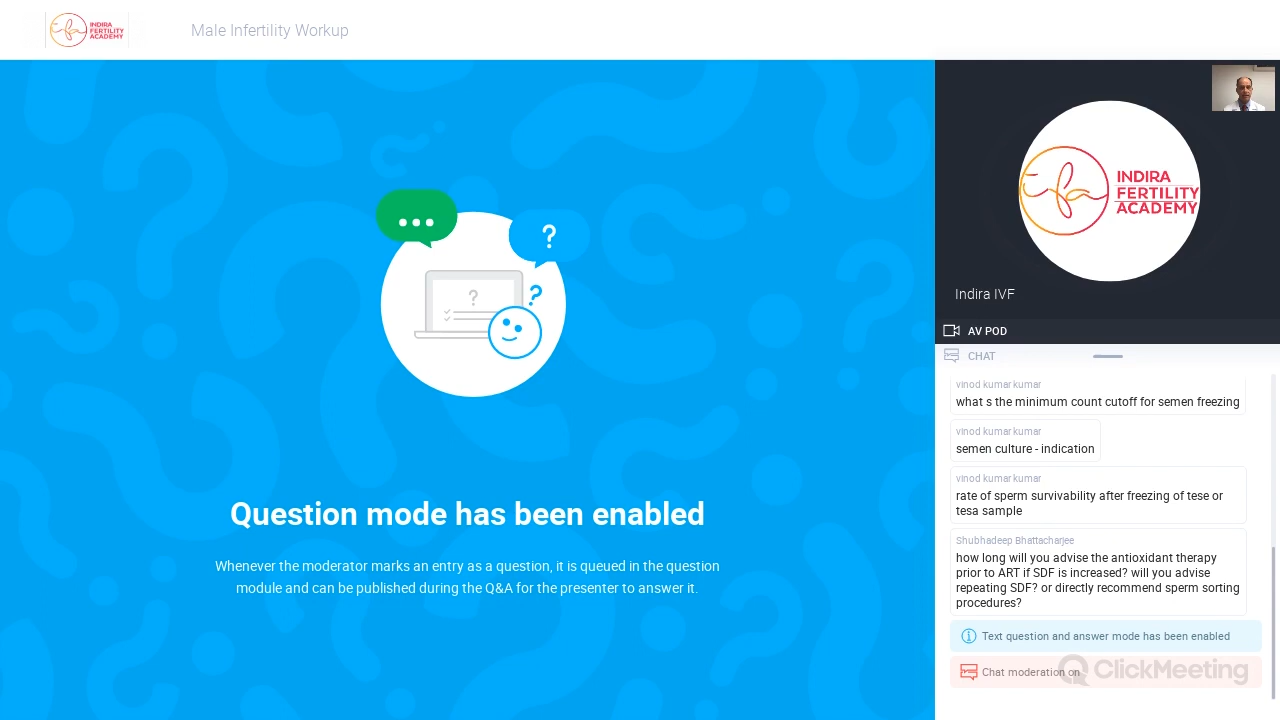 INDIRA
FERTILITY
ACADEMY
Male Infertility Workup
?
?
?
Question mode has been enabled
Whenever the moderator marks an entry as a question, it is queued in the question
module and can be published during the Q&A for the presenter to answer it.
INDIRA
FERTILITY
ACADEMY
Indira IVF
AV POD
CHAT
vinod kumar kumar
what s the minimum count cutoff for semen freezing
vinod kumar kumar
semen culture - indication
vinod kumar kumar
rate of sperm survivability after freezing of tese or
tesa sample
Shubhadeep Bhattacharjee
how long will you advise the antioxidant therapy
prior to ART if SDF is increased? will you advise
repeating SDF? or directly recommend sperm sorting
procedures?
Text question and answer mode has been enabled
Chat moderation on
ClickMeeting